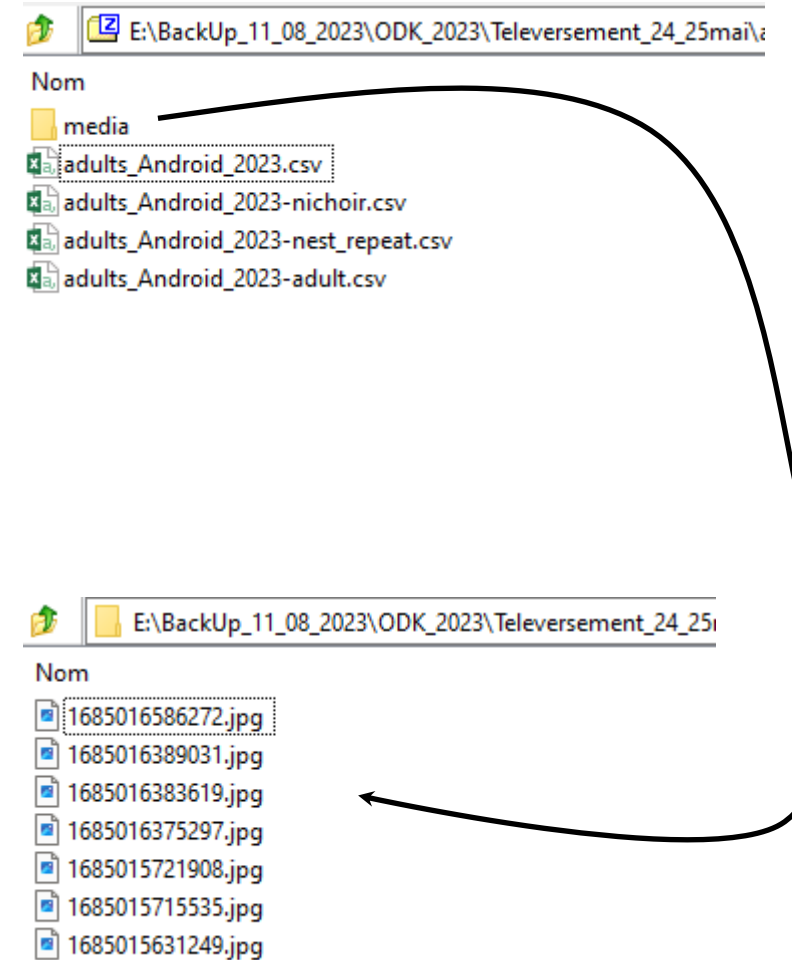 E:\BackUp_11_08_2023\ODK_2023\Televersement_24_25mai\a
Nom
media
adults_Android_2023.csv
adults_Android_2023-nichoir.csv
adults_Android_2023-nest_repeat.csv
adults_Android_2023-adult.csv
E:\BackUp_11_08_2023\ODK_2023\Televersement_24_25
Nom
1685016586272.jpg
1685016389031.jpg
1685016383619.jpg
1685016375297.jpg
1685015721908.jpg
1685015715535.jpg
1685015631249.jpg